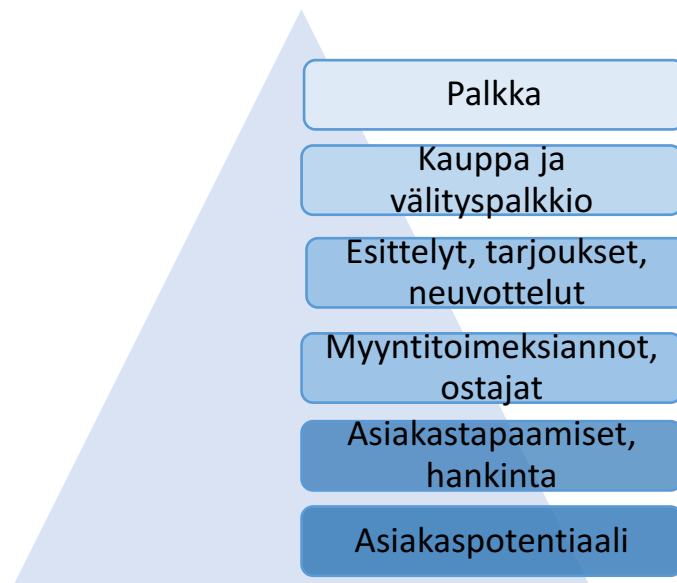 Palkka
Kauppa ja
välityspalkkio
Esittelyt, tarjoukset,
neuvottelut
Myyntitoimeksiannot,
ostajat
Asiakastapaamiset,
hankinta
Asiakaspotentiaali